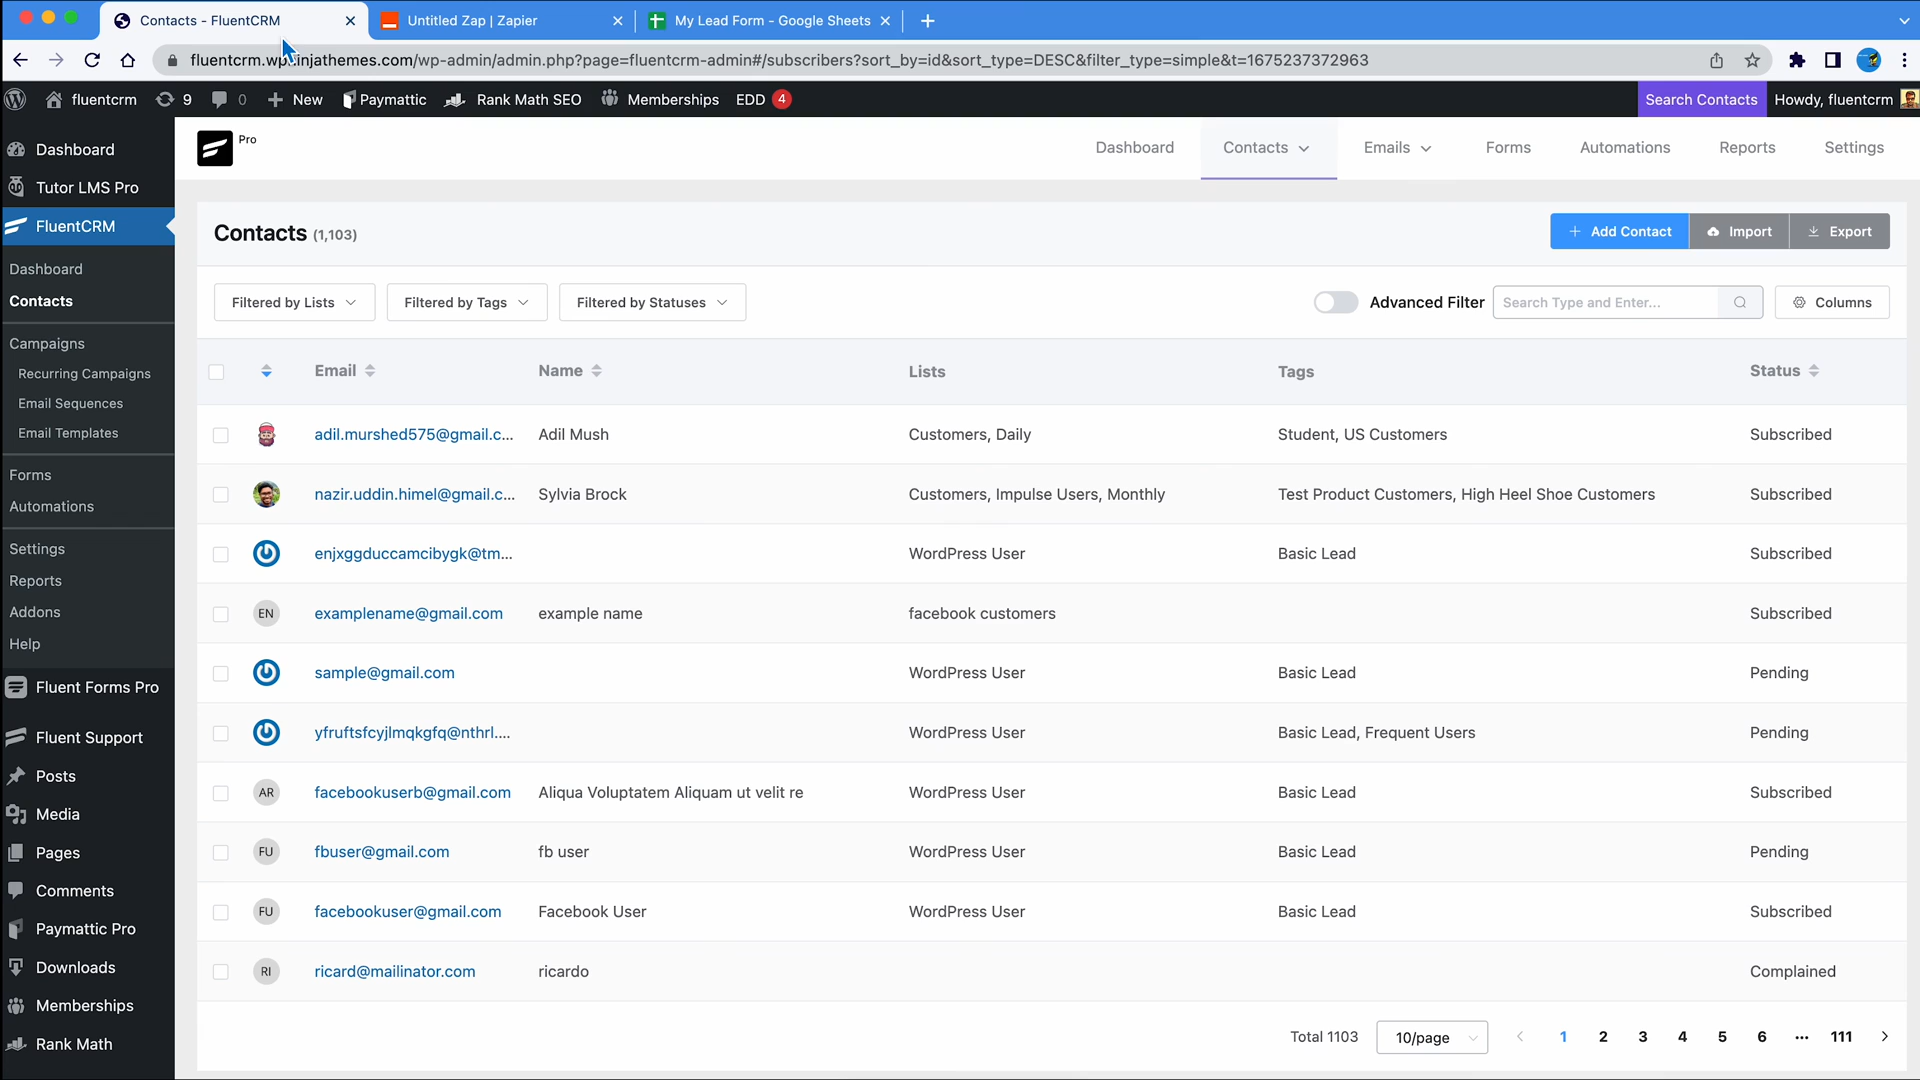 Contacts - FluentCRM
Untitled Zap | Zapier
My Lead Form - Google Sheets
fluentcrm.wpninjathemes.com/wp-admin/admin.php?page=fluentcrm-admin#/subscribers?sort_by=id&sort_type=DESC&filter_type=simple&t=1675237372963
fluentcrm 9 0 New Paymattic Rank Math SEO Memberships EDD 4 Search Contacts Howdy, fluentcrm
Dashboard
Tutor LMS Pro
FluentCRM
Dashboard
Contacts
Campaigns
Recurring Campaigns
Email Sequences
Email Templates
Forms
Automations
Settings
Reports
Addons
Help
Fluent Forms Pro
Fluent Support
Posts
Media
Pages
Comments
Paymattic Pro
Downloads
Memberships
Rank Math
Pro
Dashboard Contacts Emails Forms Automations Reports Settings
Contacts (1,103)
Add Contact Import Export
Filtered by Lists Filtered by Tags Filtered by Statuses Advanced Filter Search Type and Enter... Columns
Email Name Lists Tags Status
adil.murshed575@gmail.c... Adil Mush Customers, Daily Student, US Customers Subscribed
nazir.uddin.himel@gmail.c... Sylvia Brock Customers, Impulse Users, Monthly Test Product Customers, High Heel Shoe Customers Subscribed
enjxggduccamcibygk@tm... WordPress User Basic Lead Subscribed
EN examplename@gmail.com example name facebook customers Subscribed
sample@gmail.com WordPress User Basic Lead Pending
yfruftsfcyjlmqkgfq@nthrl.... WordPress User Basic Lead, Frequent Users Pending
AR facebookuserb@gmail.com Aliqua Voluptatem Aliquam ut velit re WordPress User Basic Lead Subscribed
FU fbuser@gmail.com fb user WordPress User Basic Lead Pending
FU facebookuser@gmail.com Facebook User WordPress User Basic Lead Subscribed
RI ricard@mailinator.com ricardo Complained
Total 1103 10/page 1 2 3 4 5 6 ... 111